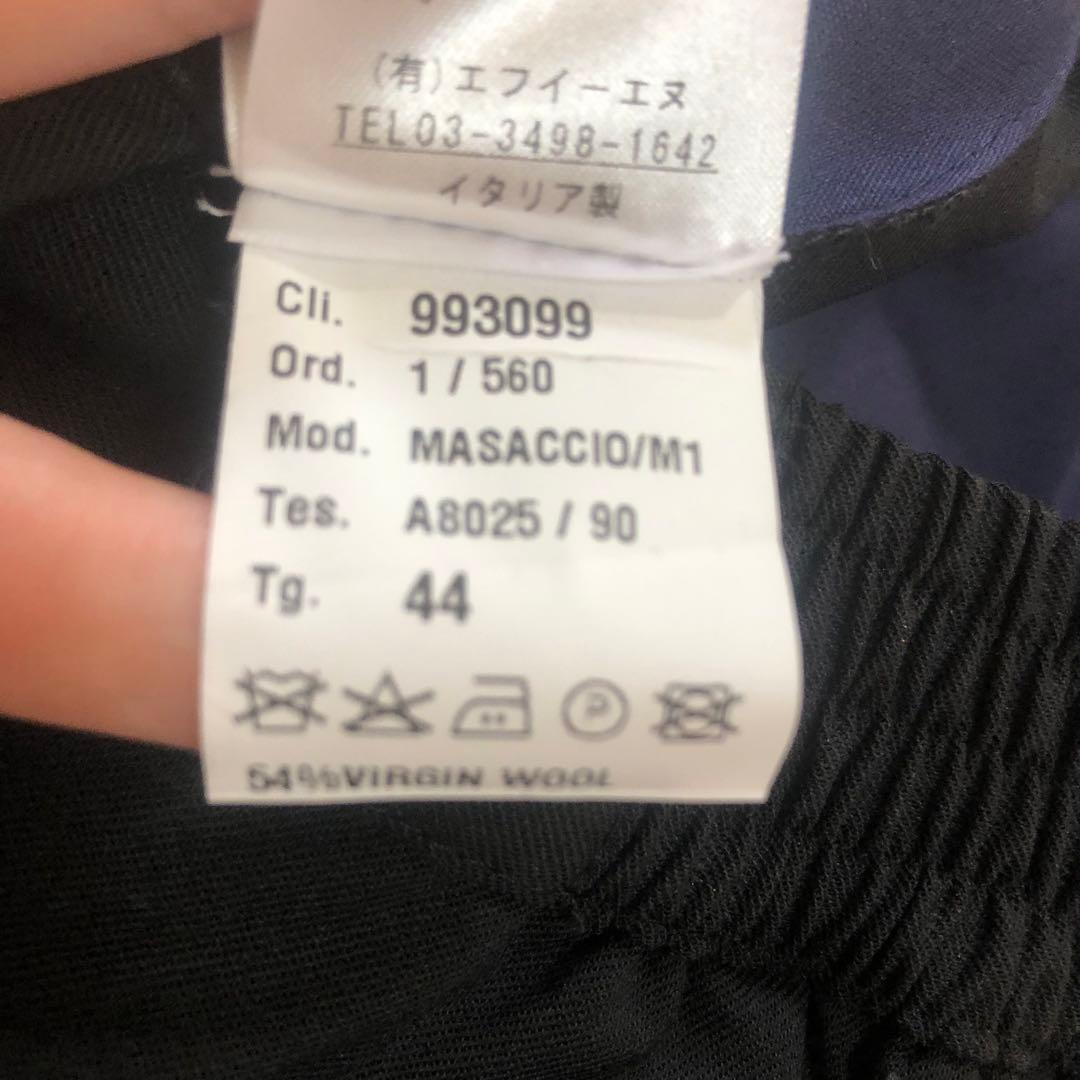 (有)エフイーエヌ
TEL03-3498-1642
イタリア製
Cli. 993099
Ord. 1 / 560
Mod. MASACCIO/M1
Tes. A8025 / 90
Tg. 44
P
54%VIRGIN WOOL